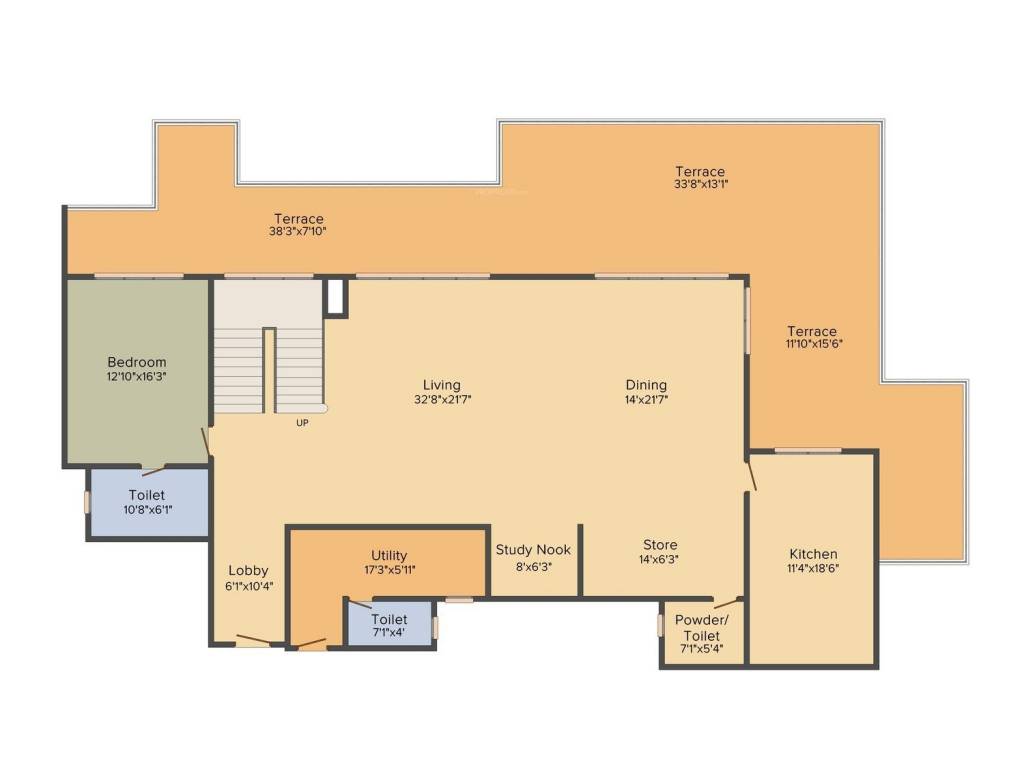 Terrace
33'8"x13'1"
Terrace
38'3"x7'10"
Terrace
11'10"x15'6"
Bedroom
12'10"x16'3"
Living
32'8"x21'7"
Dining
14'x21'7"
UP
Toilet
10'8"x6'1"
Lobby
6'1"x10'4"
Utility
17'3"x5'11"
Study Nook
8'x6'3"
Store
14'x6'3"
Kitchen
11'4"x18'6"
Toilet
7'1"x4'
Powder/
Toilet
7'1"x5'4"